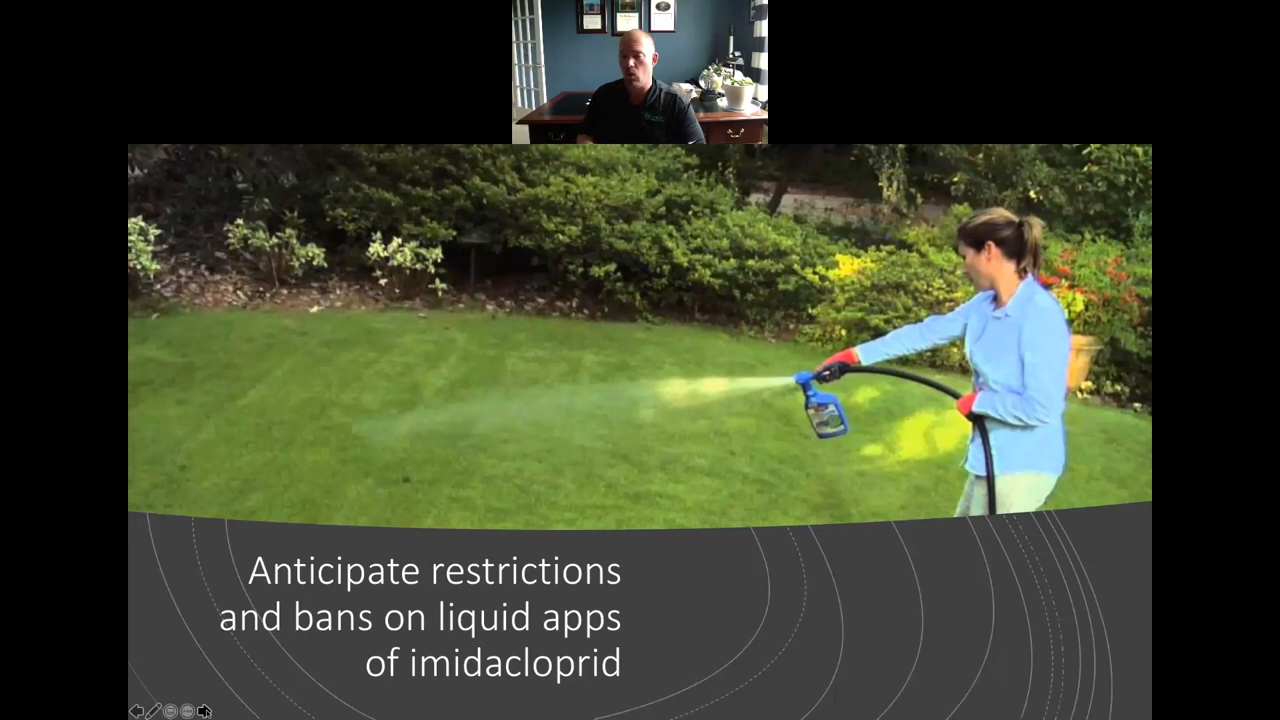 Anticipate restrictions
and bans on liquid apps
of imidacloprid